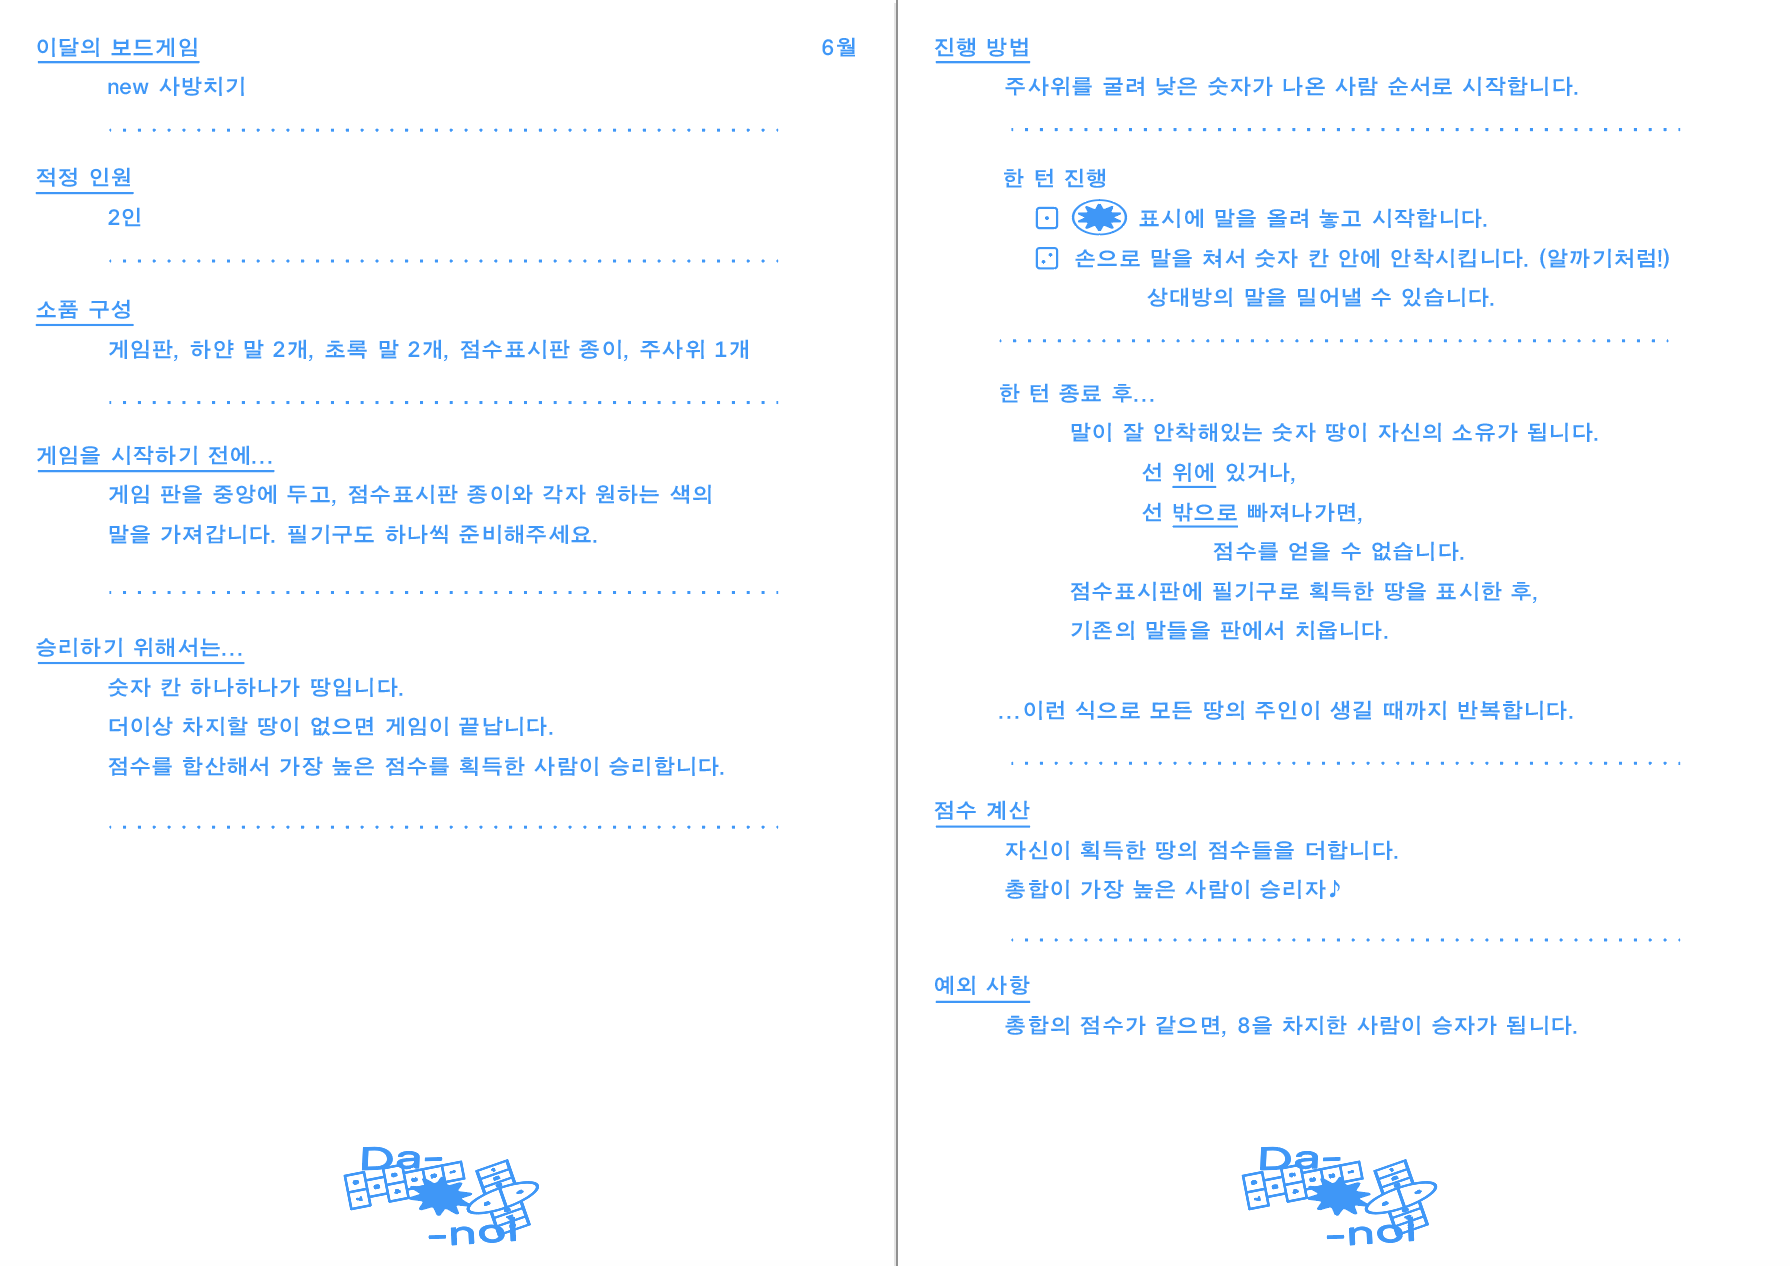 이달의 보드게임
6월
new 사방치기
적정 인원
2인
소품 구성
게임판, 하얀 말 2개, 초록 말 2개, 점수표시판 종이, 주사위 1개
게임을 시작하기 전에...
게임 판을 중앙에 두고, 점수표시판 종이와 각자 원하는 색의
말을 가져갑니다. 필기구도 하나씩 준비해주세요.
승리하기 위해서는...
숫자 칸 하나하나가 땅입니다.
더이상 차지할 땅이 없으면 게임이 끝납니다.
점수를 합산해서 가장 높은 점수를 획득한 사람이 승리합니다.
Da-
-noi
진행 방법
주사위를 굴려 낮은 숫자가 나온 사람 순서로 시작합니다.
한 턴 진행
표시에 말을 올려 놓고 시작합니다.
손으로 말을 쳐서 숫자 칸 안에 안착시킵니다. (알까기처럼!)
상대방의 말을 밀어낼 수 있습니다.
한 턴 종료 후...
말이 잘 안착해있는 숫자 땅이 자신의 소유가 됩니다.
선 위에 있거나,
선 밖으로 빠져나가면,
점수를 얻을 수 없습니다.
점수표시판에 필기구로 획득한 땅을 표시한 후,
기존의 말들을 판에서 치웁니다.
...이런 식으로 모든 땅의 주인이 생길 때까지 반복합니다.
점수 계산
자신이 획득한 땅의 점수들을 더합니다.
총합이 가장 높은 사람이 승리자♪
예외 사항
총합의 점수가 같으면, 8을 차지한 사람이 승자가 됩니다.
Da-
-noi